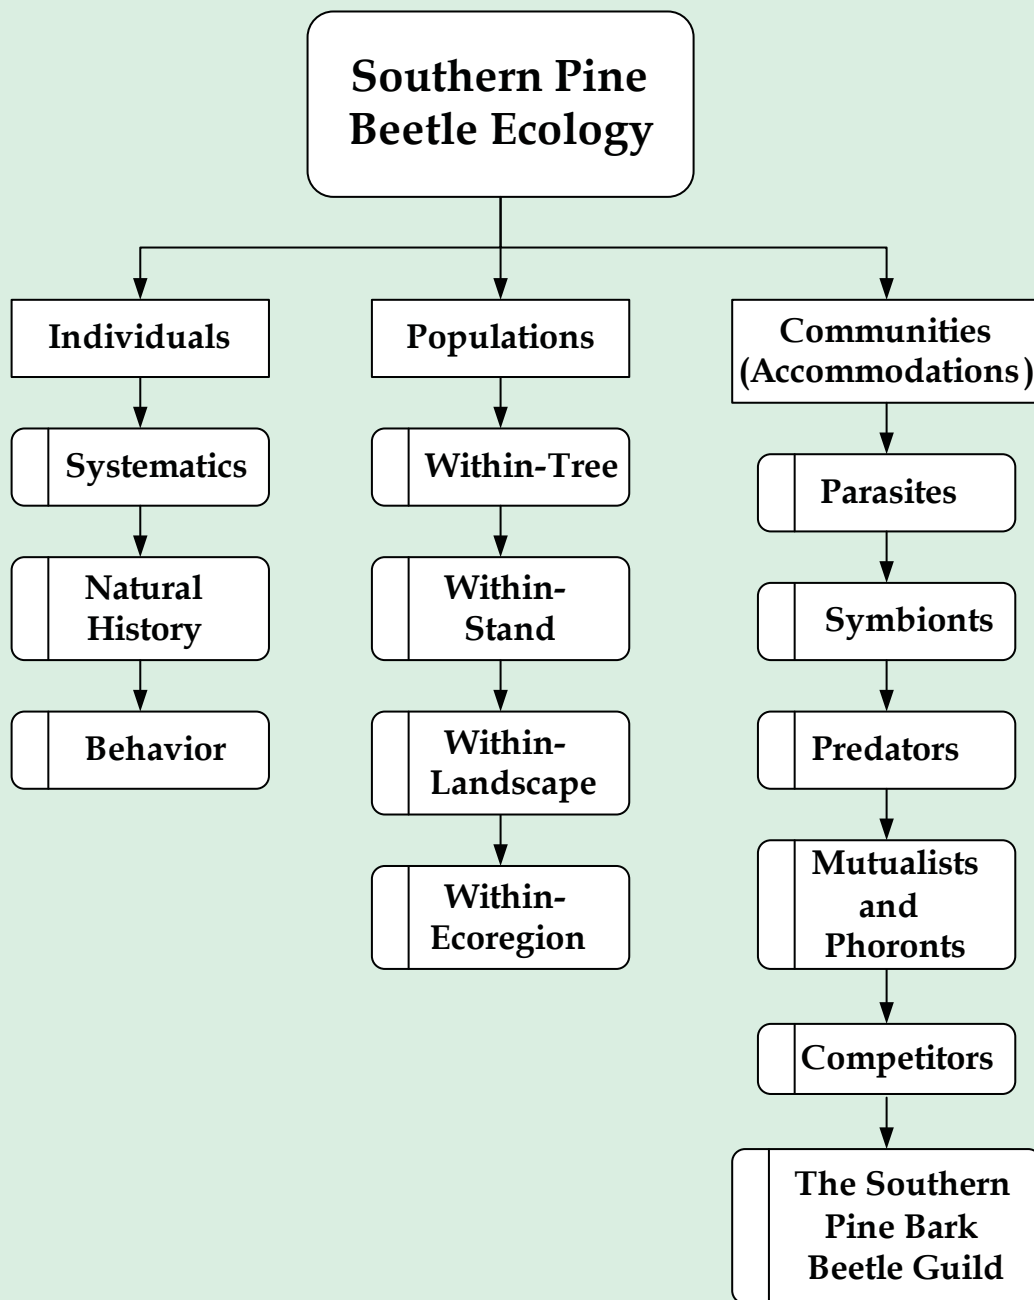 Southern Pine
Beetle Ecology
Individuals
Systematics
Natural
History
Behavior
Populations
Within-Tree
Within-
Stand
Within-
Landscape
Within-
Ecoregion
Communities
(Accommodations)
Parasites
Symbionts
Predators
Mutualists
and
Phoronts
Competitors
The Southern
Pine Bark
Beetle Guild